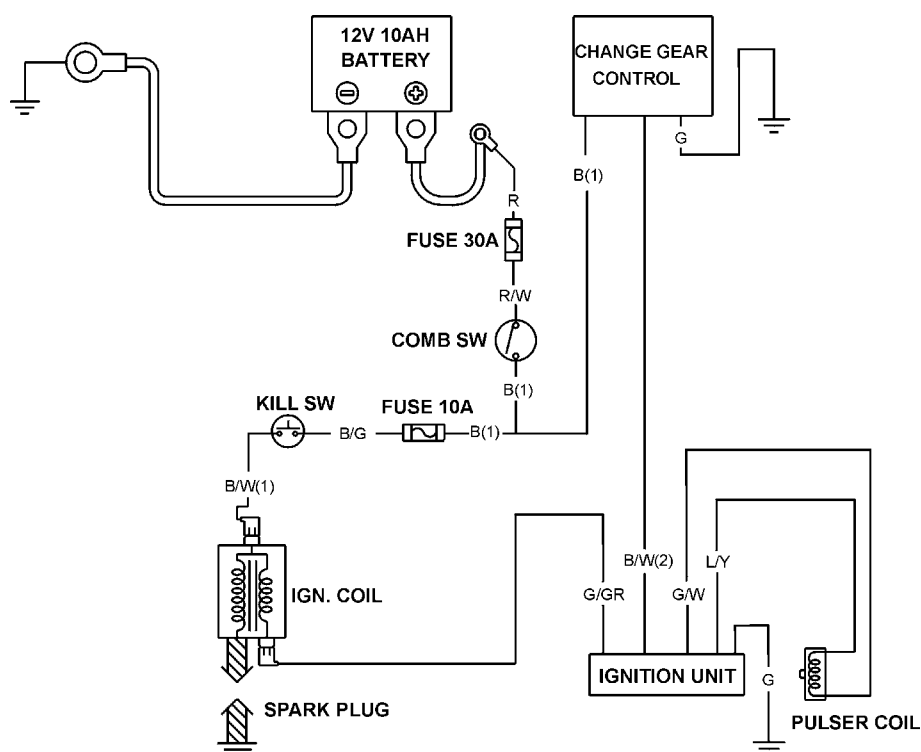 12V 10AH
BATTERY
CHANGE GEAR
CONTROL
G
B(1)
R
FUSE 30A
R/W
COMB SW
B(1)
KILL SW
FUSE 10A
B/G
B(1)
B/W(1)
B/W(2)
L/Y
G/GR
G/W
IGN. COIL
IGNITION UNIT
G
SPARK PLUG
PULSER COIL